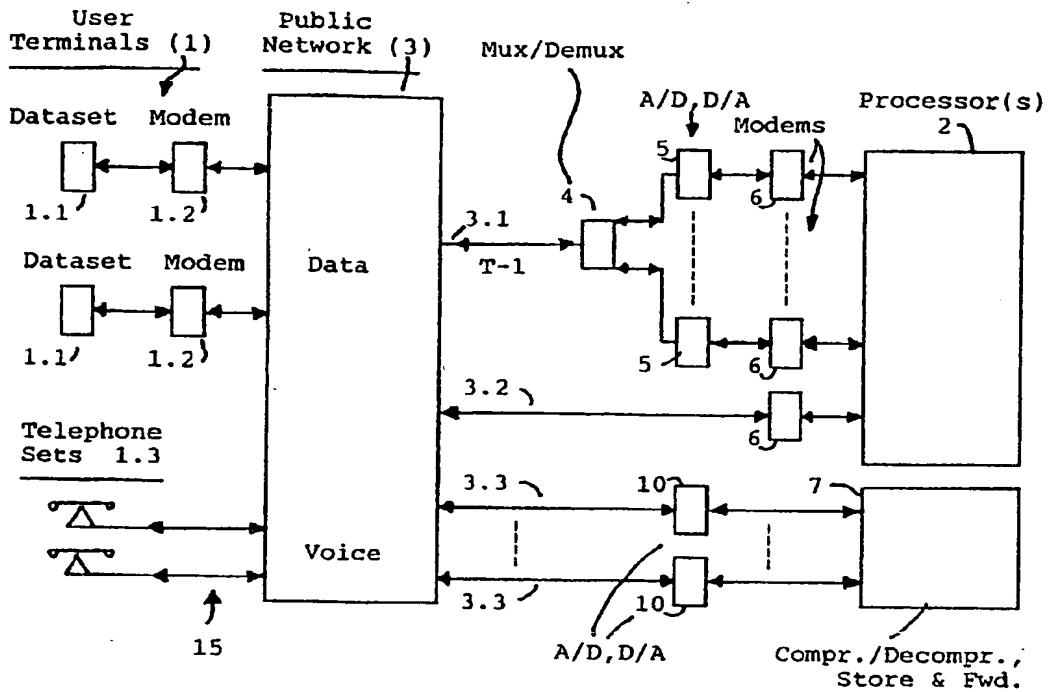 User
Terminals (1)
Public
Network (3)
Mux/Demux
A/D,D/A
Modems
Processor(s)
2
Dataset Modem
1.1
1.2
5
6
4
3.1
T-1
Data
Dataset Modem
1.1
1.2
5
6
3.2
6
Telephone
Sets 1.3
3.3
10
7
Voice
3.3
10
15
A/D,D/A
Compr./Decompr.,
Store & Fwd.